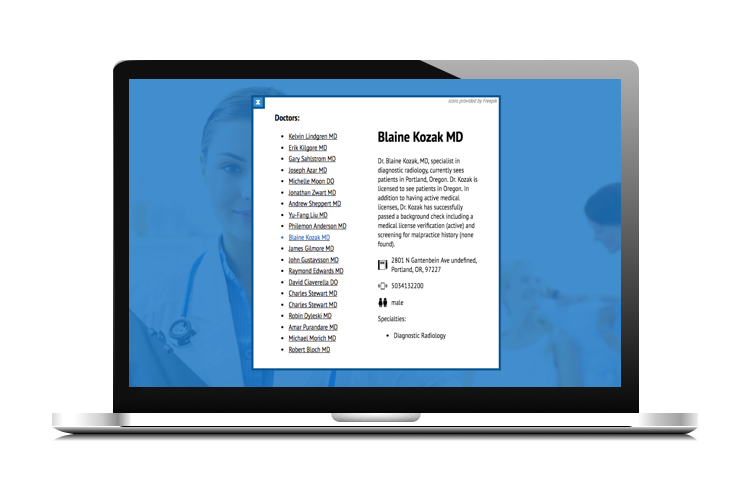 x
icons provided by Freepik
Doctors:
Kelvin Lindgren MD
Erik Kilgore MD
Gary Sahlstrom MD
Joseph Azar MD
Michelle Moon DO
Jonathan Zwart MD
Andrew Sheppert MD
Yu-Fang Liu MD
Philemon Anderson MD
Blaine Kozak MD
James Gilmore MD
John Gustavsson MD
Raymond Edwards MD
David Ciaverella DO
Charles Stewart MD
Charles Stewart MD
Robin Dyleski MD
Amar Purandare MD
Michael Morich MD
Robert Bloch MD
Blaine Kozak MD
Dr. Blaine Kozak, MD, specialist in
diagnostic radiology, currently sees
patients in Portland, Oregon. Dr. Kozak is
licensed to see patients in Oregon. In
addition to having active medical
licenses, Dr. Kozak has successfully
passed a background check including a
medical license verification (active) and
screening for malpractice history (none
found).
2801 N Gantenbein Ave undefined,
Portland, OR, 97227
5034132200
male
Specialties:
Diagnostic Radiology